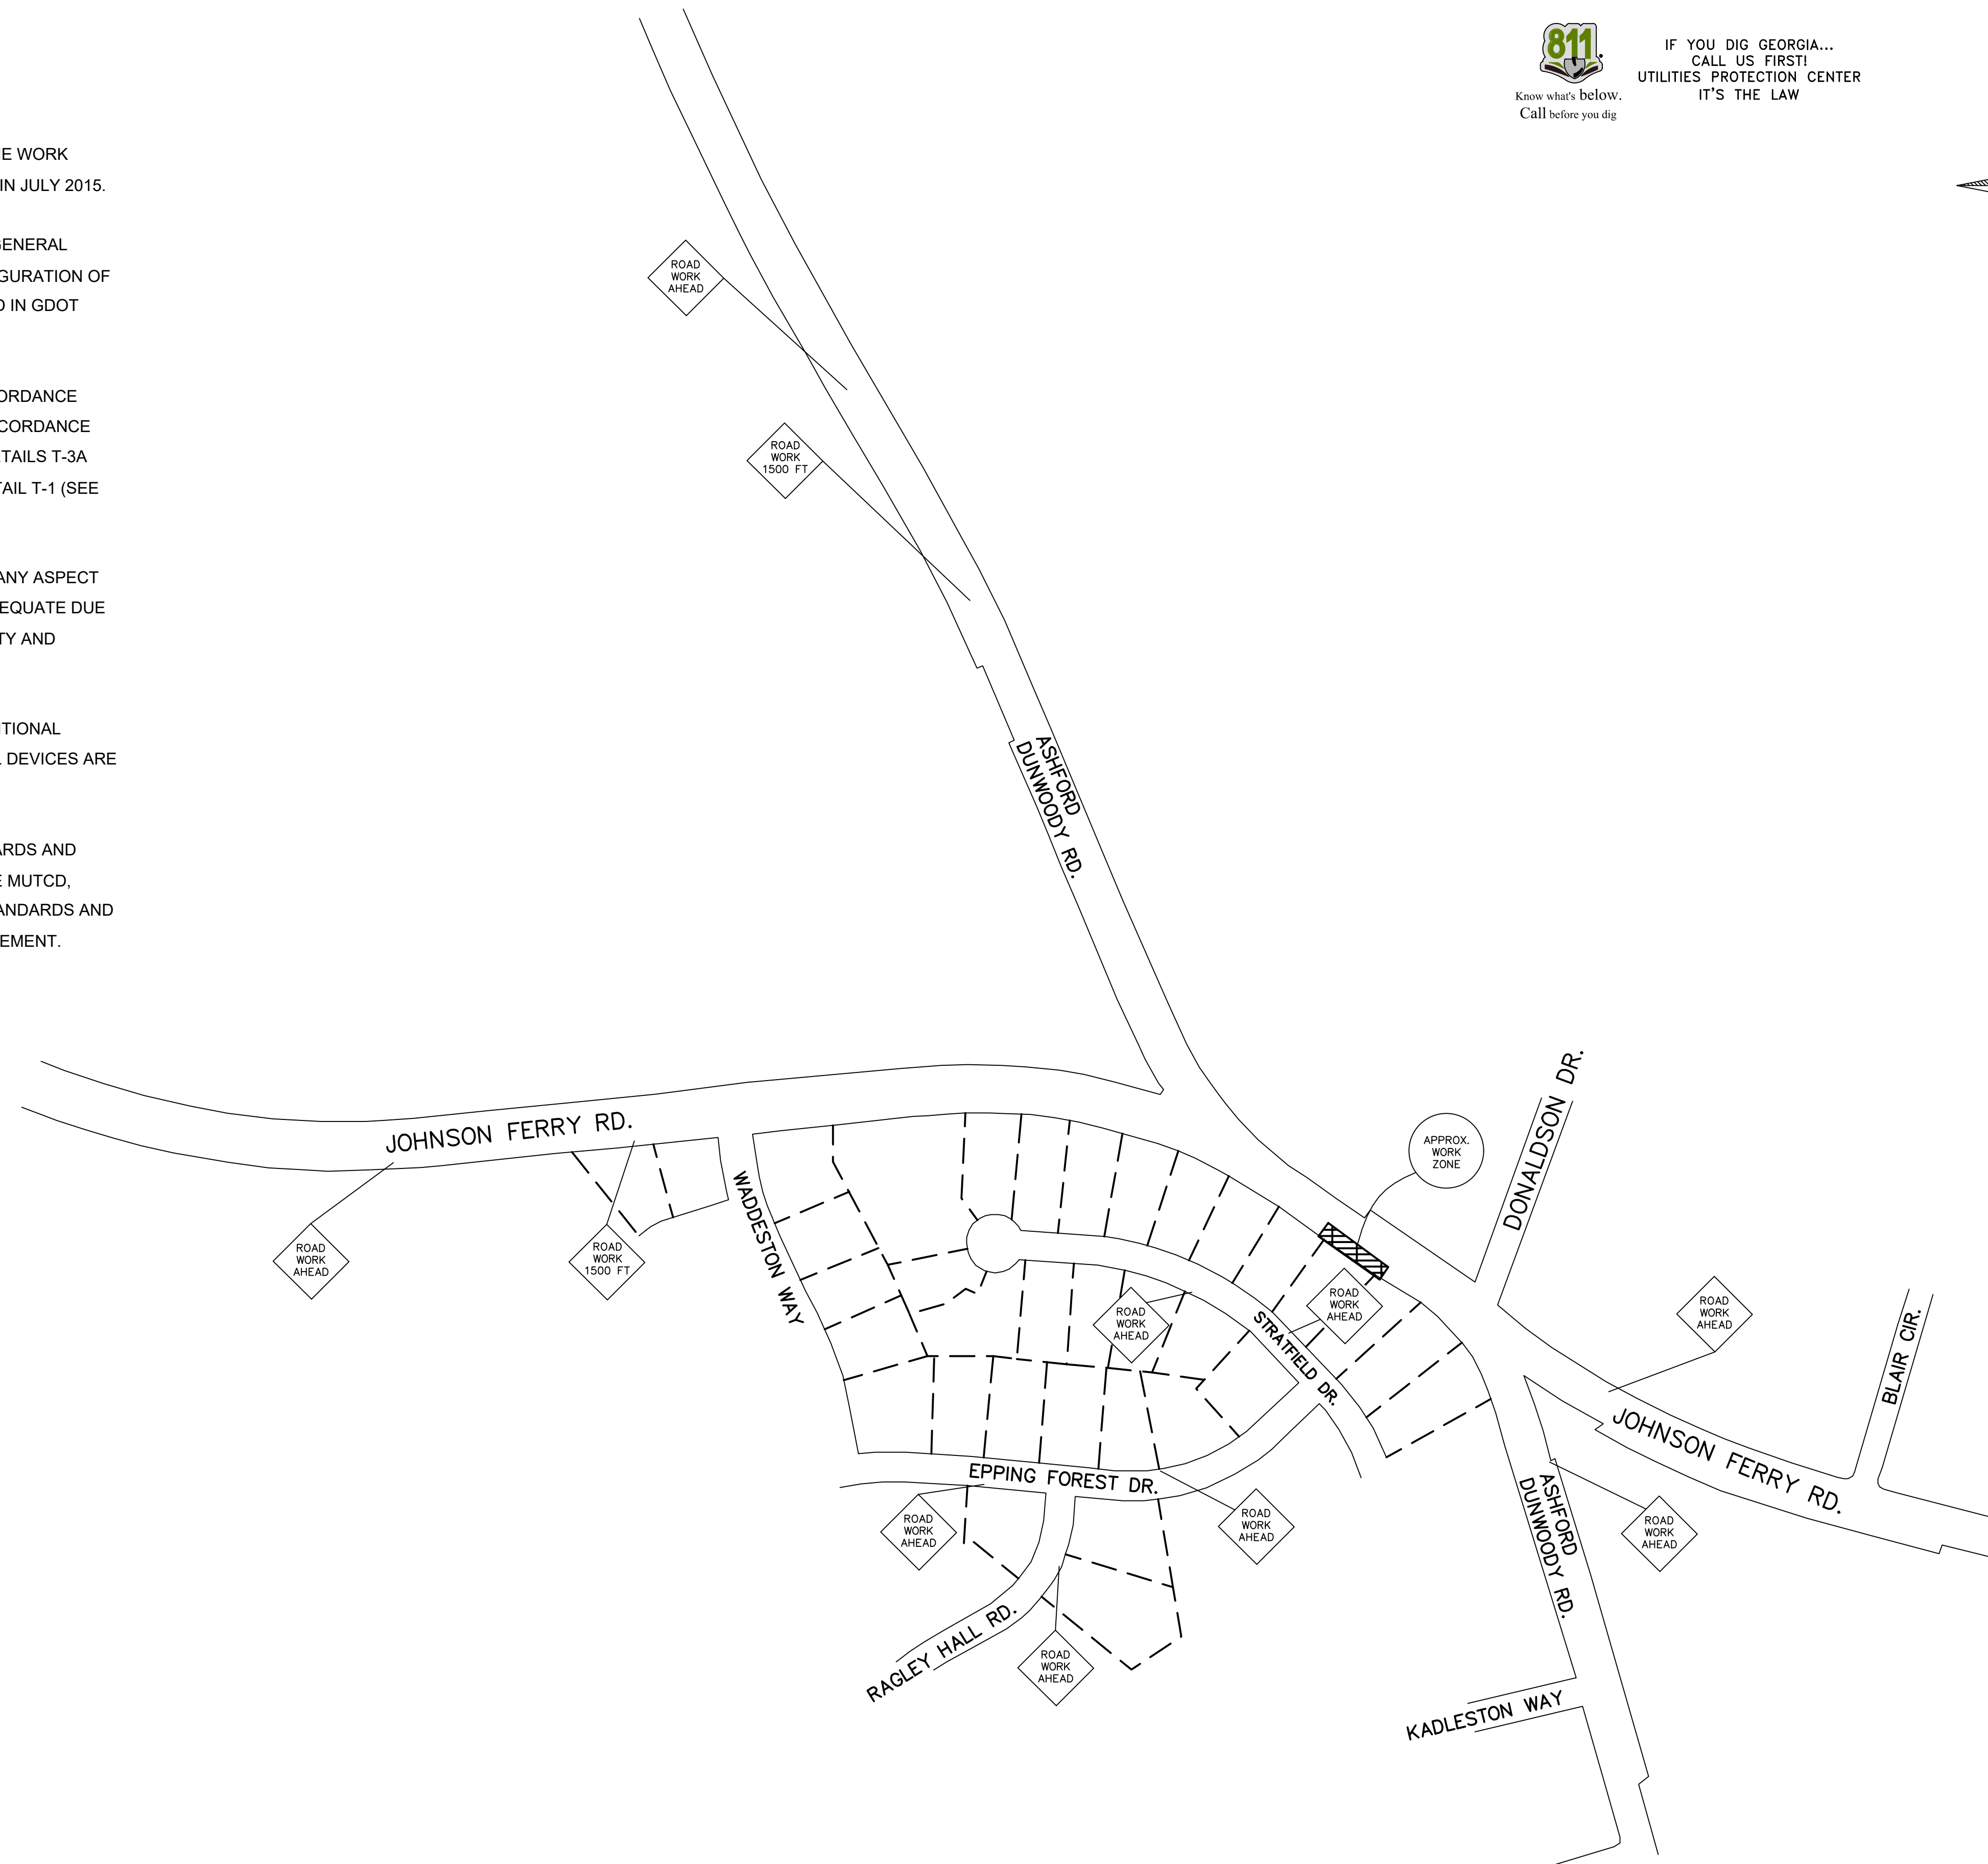 811
Know what's below.
Call before you dig
IF YOU DIG GEORGIA...
CALL US FIRST!
UTILITIES PROTECTION CENTER
IT'S THE LAW
E WORK
IN JULY 2015.
GENERAL
GURATION OF
IN GDOT
ORDANCE
CORDANCE
TAILS T-3A
TAIL T-1 (SEE
ANY ASPECT
EQUATE DUE
TY AND
ITIONAL
DEVICES ARE
ARDS AND
E MUTCD,
ANDARDS AND
EMENT.
ROAD
WORK
AHEAD
ROAD
WORK
1500 FT
ASHFORD
DUNWOODY RD.
JOHNSON FERRY RD.
WADDESTON WAY
ROAD
WORK
AHEAD
ROAD
WORK
1500 FT
APPROX.
WORK
ZONE
DONALDSON DR.
ROAD
WORK
AHEAD
ROAD
WORK
AHEAD
STRATFIELD DR.
ROAD
WORK
AHEAD
BLAIR CIR.
JOHNSON FERRY RD.
EPPING FOREST DR.
ROAD
WORK
AHEAD
ROAD
WORK
AHEAD
ASHFORD
DUNWOODY RD.
ROAD
WORK
AHEAD
RAGLEY HALL RD.
ROAD
WORK
AHEAD
KADLESTON WAY